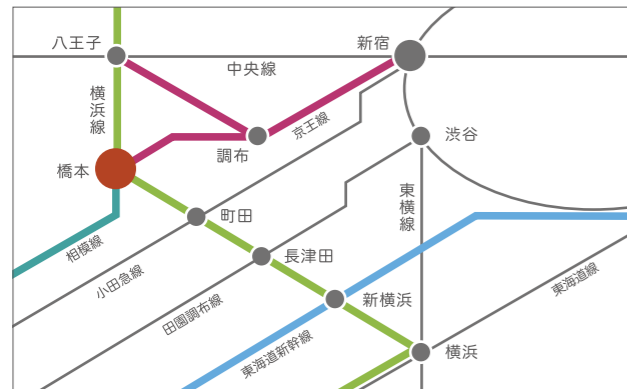 八王子
新宿
中央線
横浜線
京王線
調布
渋谷
橋本
町田
東横線
相模線
小田急線
長津田
田園調布線
新横浜
東海道線
東海道新幹線
横浜